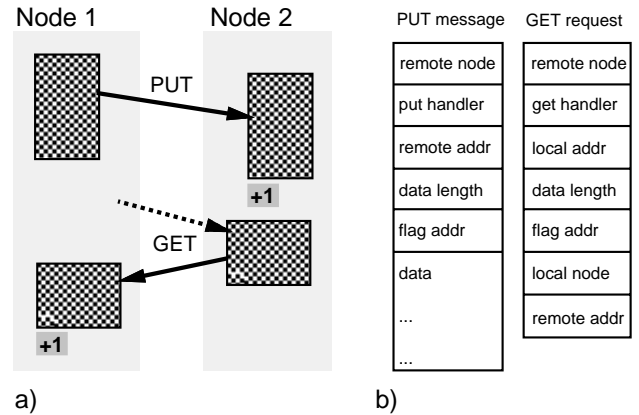 Node 1
Node 2
PUT
+1
GET
+1
a)
PUT message
remote node
put handler
remote addr
data length
flag addr
data
...
...
GET request
remote node
get handler
local addr
data length
flag addr
local node
remote addr
b)